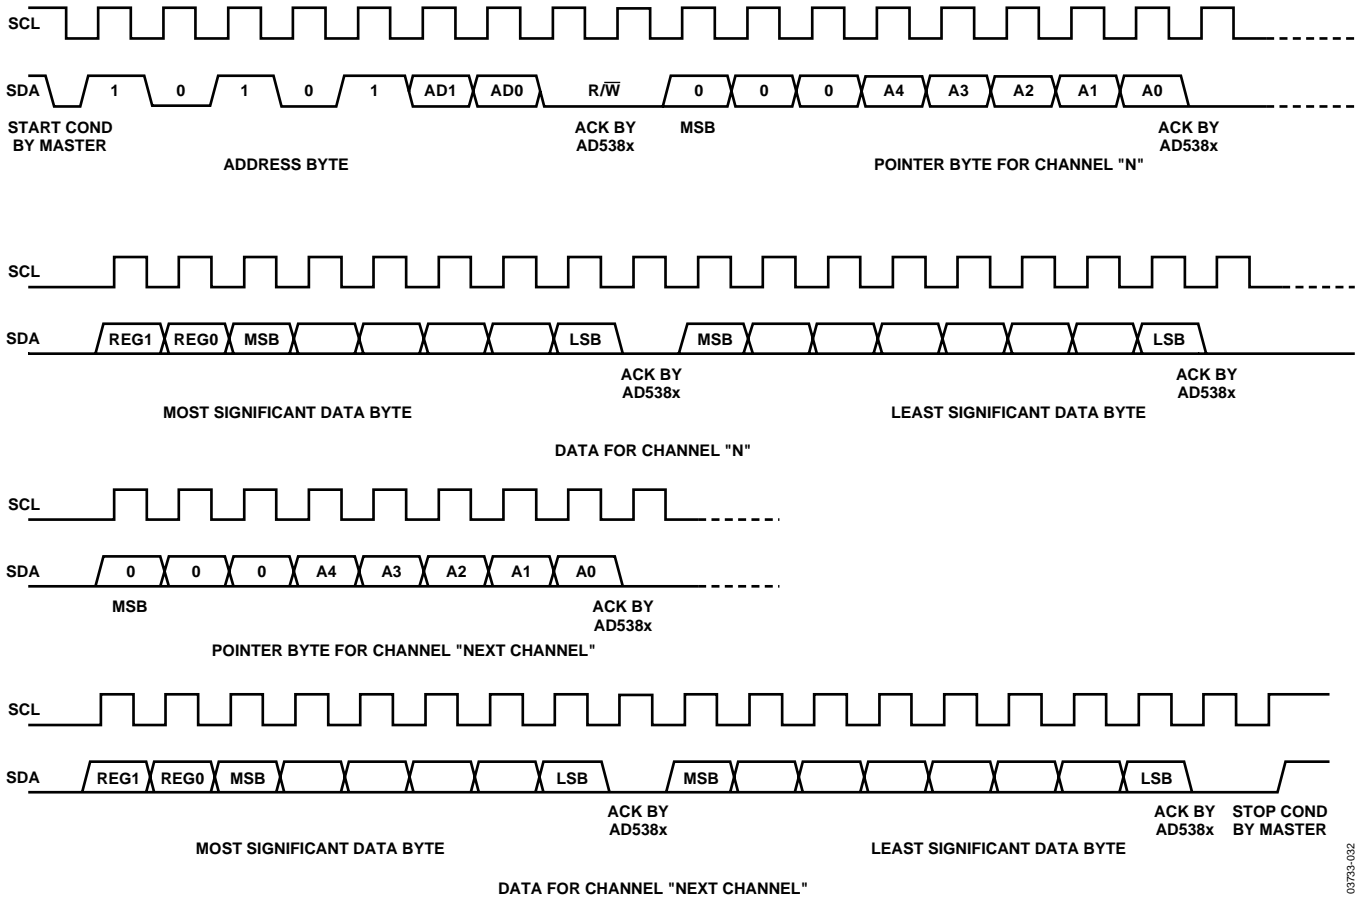 SCL
SDA 1 0 1 0 1 AD1 AD0 R/W̅ 0 0 0 A4 A3 A2 A1 A0
START COND BY MASTER
ACK BY AD538x
MSB
ACK BY AD538x
ADDRESS BYTE
POINTER BYTE FOR CHANNEL "N"
SCL
SDA REG1 REG0 MSB LSB MSB LSB
ACK BY AD538x
ACK BY AD538x
MOST SIGNIFICANT DATA BYTE
LEAST SIGNIFICANT DATA BYTE
DATA FOR CHANNEL "N"
SCL
SDA 0 0 0 A4 A3 A2 A1 A0
MSB
ACK BY AD538x
POINTER BYTE FOR CHANNEL "NEXT CHANNEL"
SCL
SDA REG1 REG0 MSB LSB MSB LSB
ACK BY AD538x
ACK BY AD538x
STOP COND BY MASTER
MOST SIGNIFICANT DATA BYTE
LEAST SIGNIFICANT DATA BYTE
DATA FOR CHANNEL "NEXT CHANNEL"
03733-032